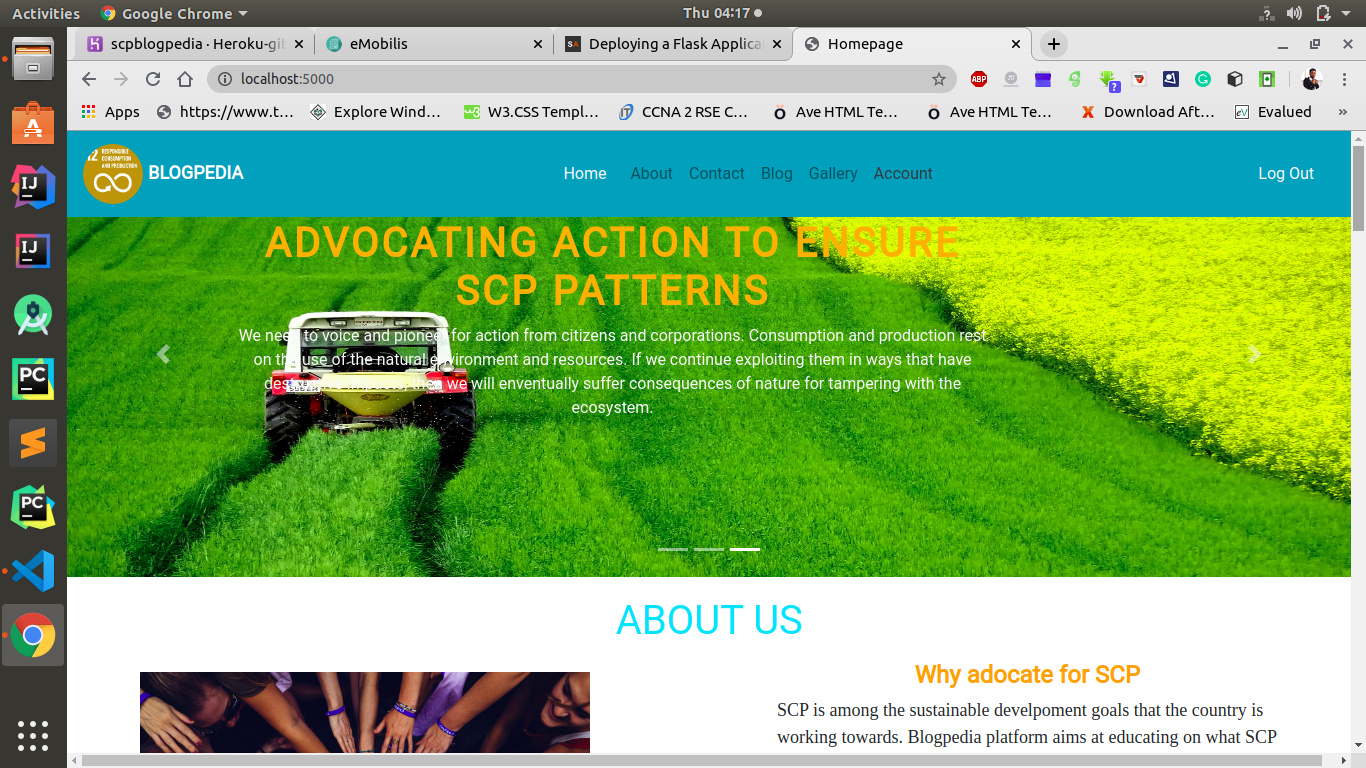 Activities Google Chrome Thu 04:17
scpblogpedia · Heroku-git eMobilis Deploying a Flask Applica Homepage
localhost:5000 ABP ?
Apps https://www.t… Explore Wind… W3.CSS Templ… CCNA 2 RSE C… Ave HTML Te… Ave HTML Te… Download Aft… Evalued »
12 RESPONSIBLE
CONSUMPTION
AND PRODUCTION
BLOGPEDIA Home About Contact Blog Gallery Account Log Out
ADVOCATING ACTION TO ENSURE
SCP PATTERNS
We need to voice and pioneer for action from citizens and corporations. Consumption and production rest
on the use of the natural environment and resources. If we continue exploiting them in ways that have
then we will enventually suffer consequences of nature for tampering with the
ecosystem.
ABOUT US
Why adocate for SCP
SCP is among the sustainable develpoment goals that the country is
working towards. Blogpedia platform aims at educating on what SCP
IJ
IJ
PC
PC